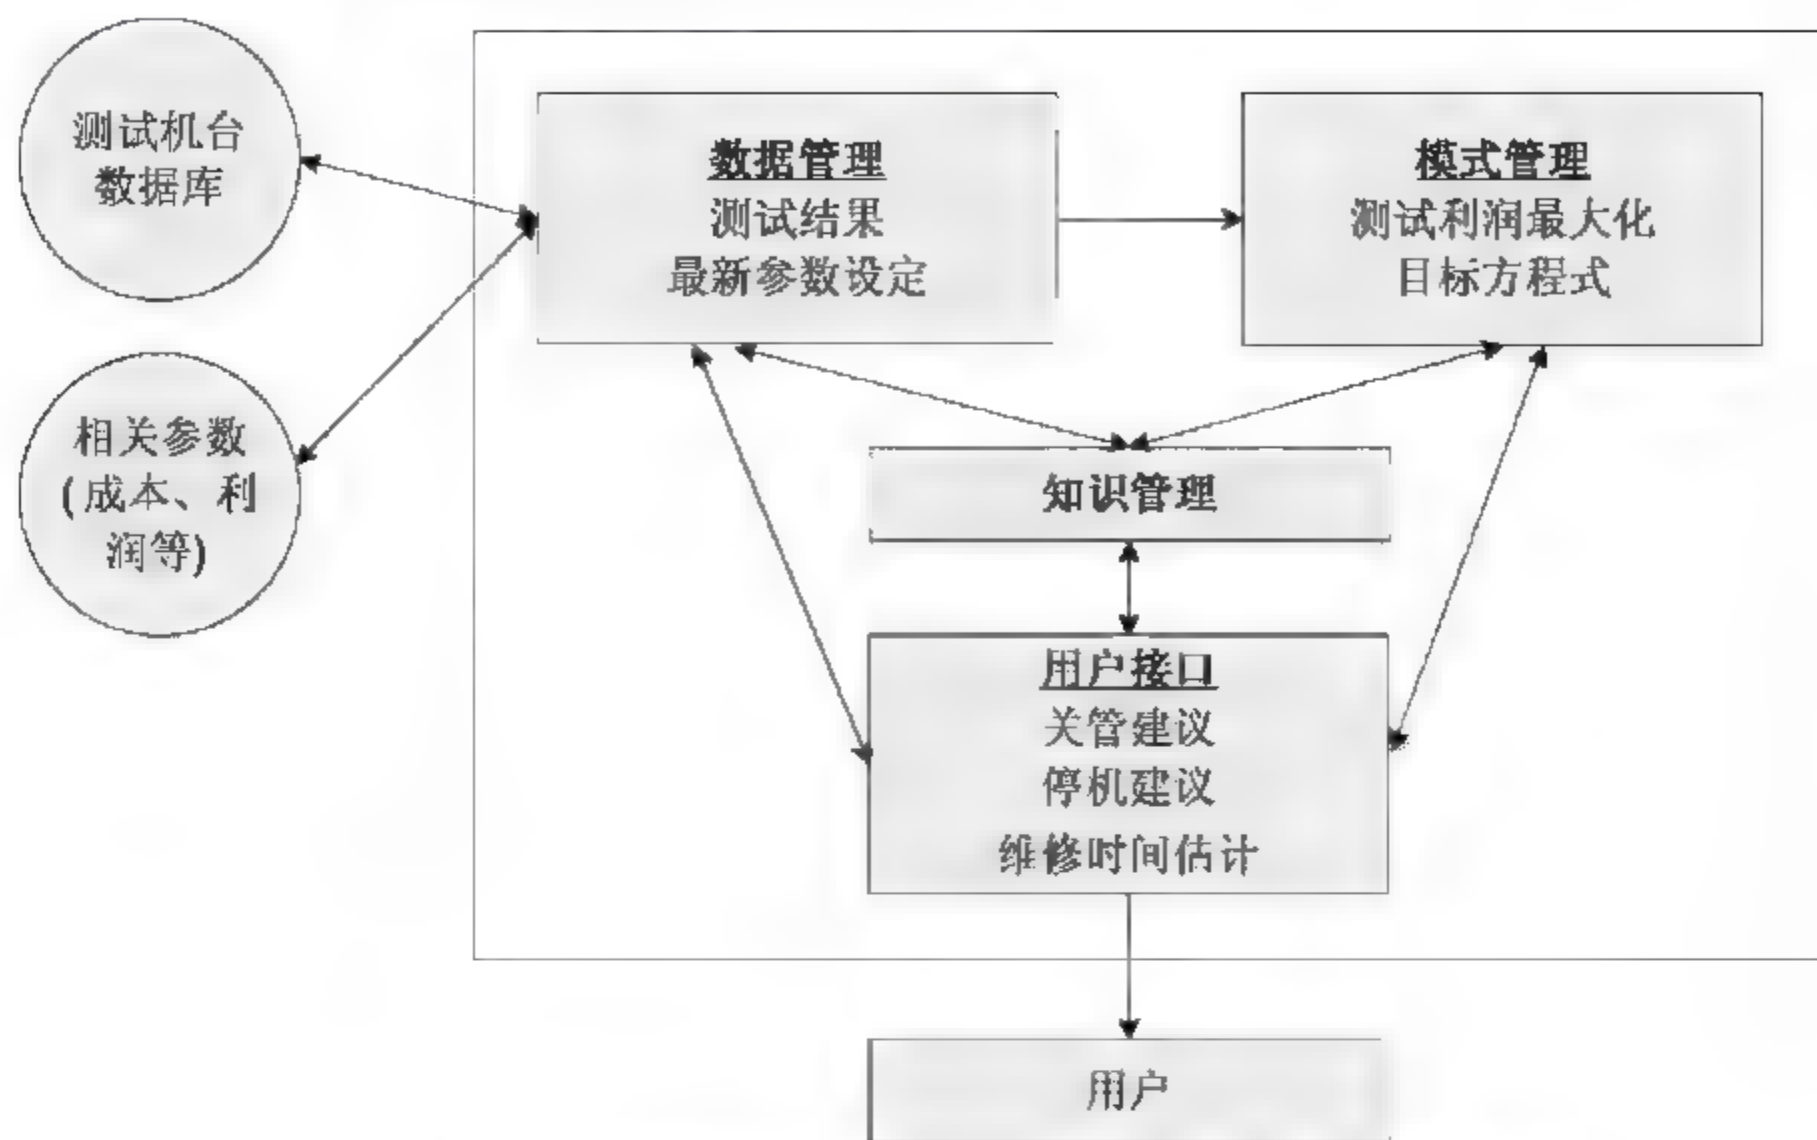 测试机台
数据库
相关参数
(成本、利
润等)
数据管理
测试结果
最新参数设定
模式管理
测试利润最大化
目标方程式
知识管理
用户接口
关管建议
停机建议
维修时间估计
用户